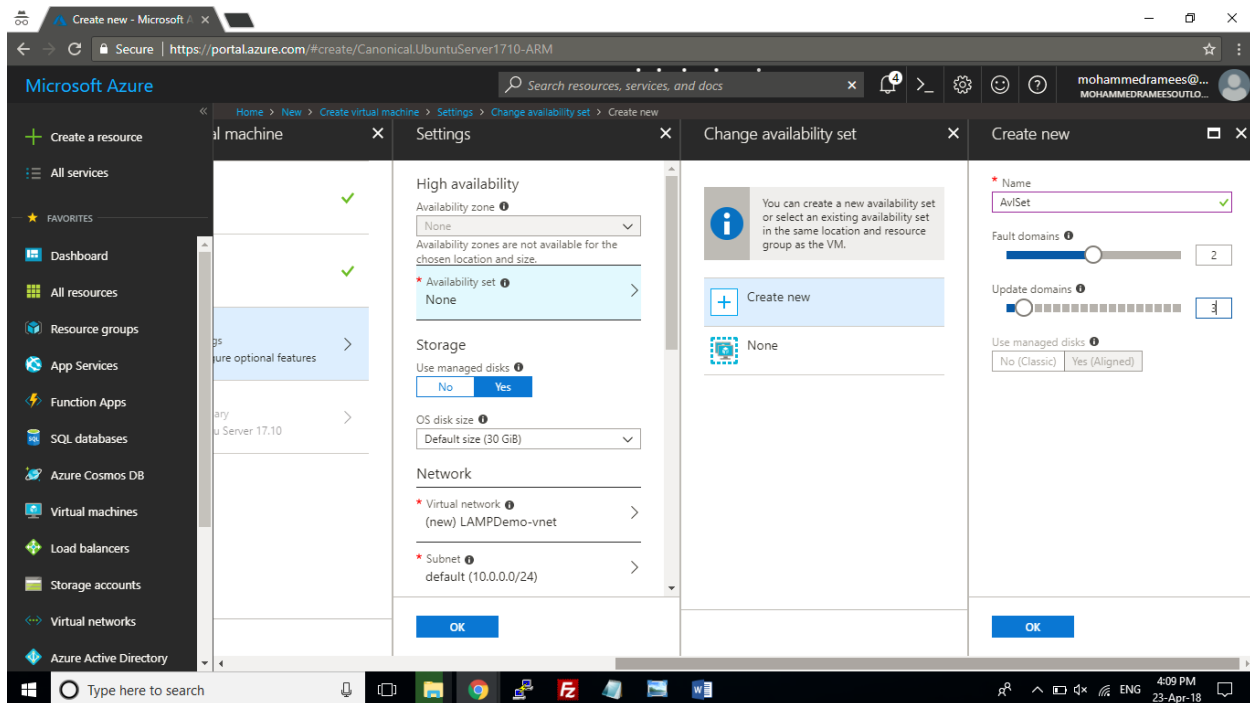 Create new - Microsoft A
Secure | https://portal.azure.com/#create/Canonical.UbuntuServer1710-ARM
Microsoft Azure
Search resources, services, and docs
4
mohammedramees@...
MOHAMMEDRAMEESOUTLO...
Home > New > Create virtual machine > Settings > Change availability set > Create new
Create a resource
All services
FAVORITES
Dashboard
All resources
Resource groups
App Services
Function Apps
SQL databases
Azure Cosmos DB
Virtual machines
Load balancers
Storage accounts
Virtual networks
Azure Active Directory
al machine
gs
ure optional features
ary
u Server 17.10
Settings
High availability
Availability zone
None
Availability zones are not available for the
chosen location and size.
* Availability set
None
Storage
Use managed disks
No Yes
OS disk size
Default size (30 GiB)
Network
* Virtual network
(new) LAMPDemo-vnet
* Subnet
default (10.0.0.0/24)
OK
Change availability set
You can create a new availability set
or select an existing availability set
in the same location and resource
group as the VM.
Create new
None
Create new
* Name
AvlSet
Fault domains
2
Update domains
3
Use managed disks
No (Classic) Yes (Aligned)
OK
Type here to search
ENG
4:09 PM
23-Apr-18